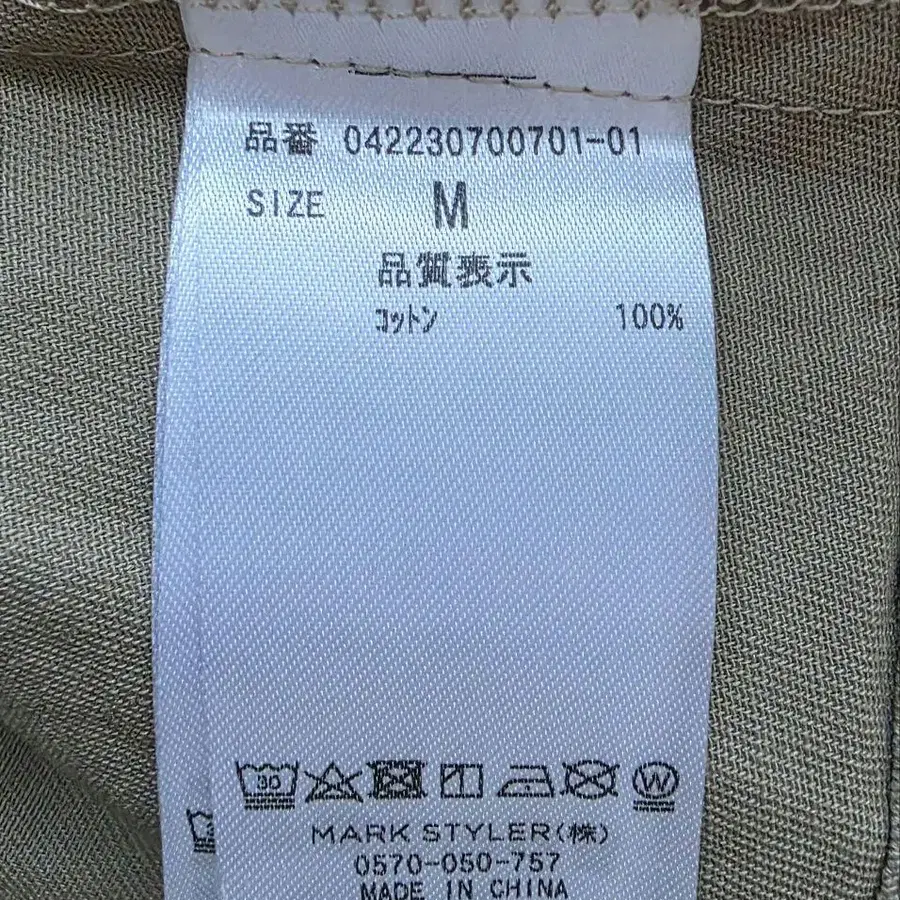 品番 042230700701-01
SIZE M
品質表示
コットン 100%
30 W
MARK STYLER(株)
0570-050-757
MADE IN CHINA